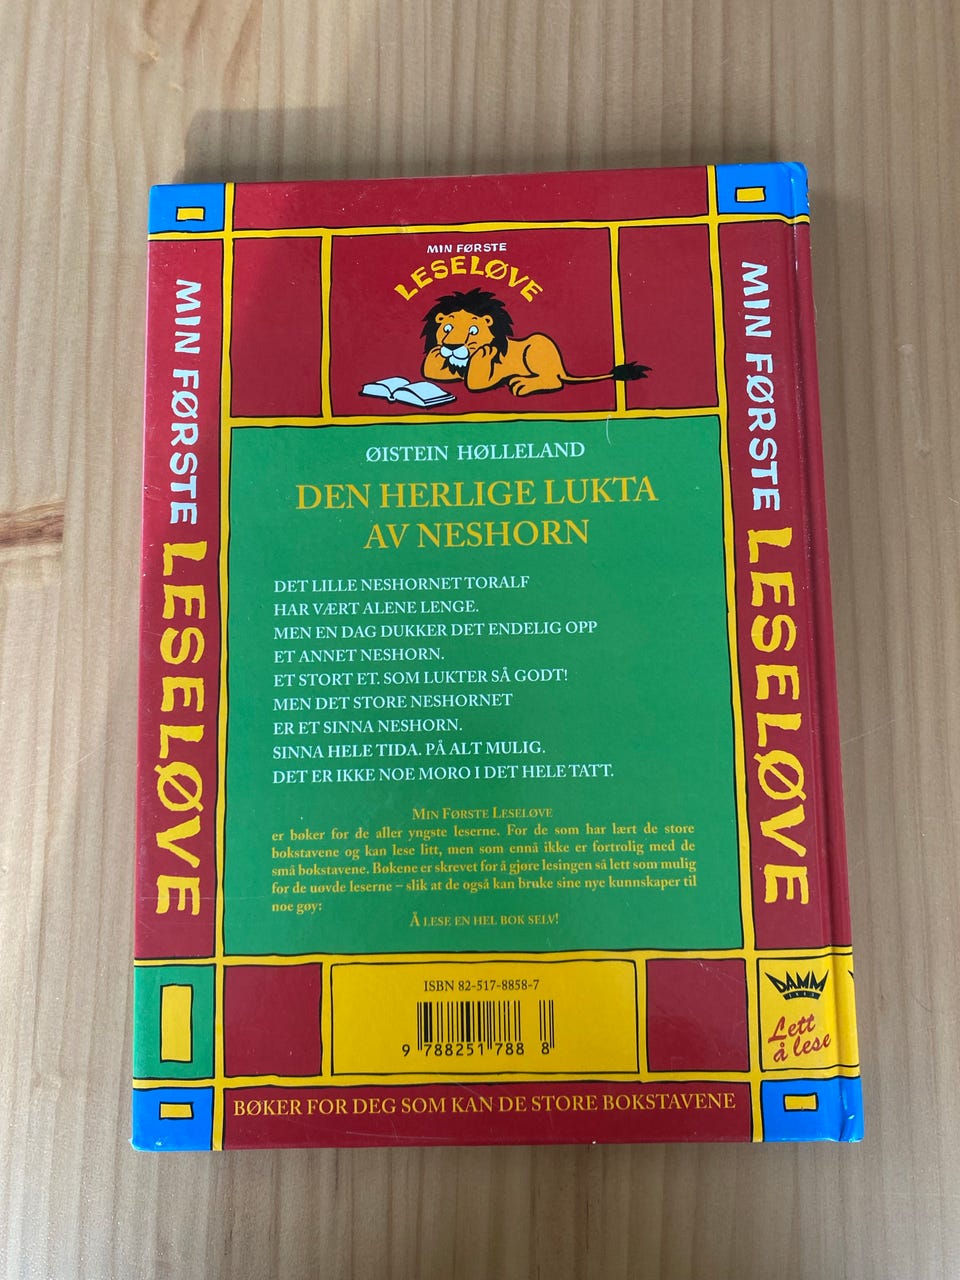 MIN FØRSTE
LESELØVE
MIN FØRSTE LESELØVE
ØISTEIN HØLLELAND
DEN HERLIGE LUKTA
AV NESHORN
DET LILLE NESHORNET TORALF
HAR VÆRT ALENE LENGE.
MEN EN DAG DUKKER DET ENDELIG OPP
ET ANNET NESHORN.
ET STORT ET. SOM LUKTER SÅ GODT!
MEN DET STORE NESHORNET
ER ET SINNA NESHORN.
SINNA HELE TIDA. PÅ ALT MULIG.
DET ER IKKE NOE MORO I DET HELE TATT.
MIN FØRSTE LESELØVE
er bøker for de aller yngste leserne. For de som har lært de store
bokstavene og kan lese litt, men som ennå ikke er fortrolig med de
små bokstavene. Bøkene er skrevet for å gjøre lesingen så lett som mulig
for de uøvde leserne – slik at de også kan bruke sine nye kunnskaper til
noe gøy:
Å LESE EN HEL BOK SELV!
MIN FØRSTE LESELØVE
ISBN 82-517-8858-7
9 788251 788 8
DAMM
Lett
å lese
BØKER FOR DEG SOM KAN DE STORE BOKSTAVENE